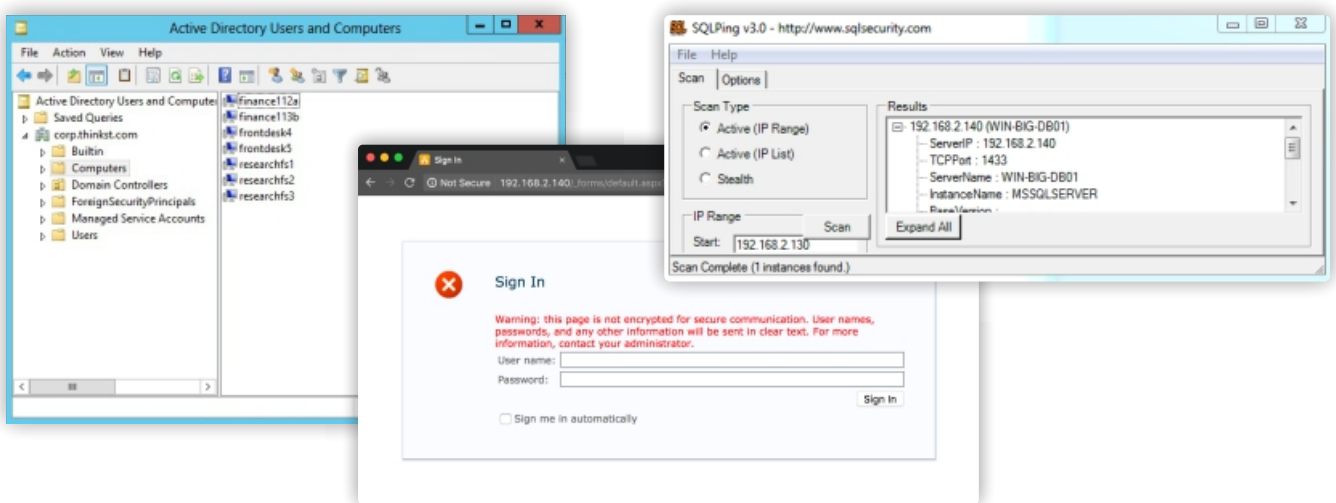 Active Directory Users and Computers
File Action View Help
Active Directory Users and Computer
Saved Queries
corp.thinkst.com
Builtin
Computers
Domain Controllers
ForeignSecurityPrincipals
Managed Service Accounts
Users
finance112a
finance113b
frontdesk4
frontdesk5
researchfs1
researchfs2
researchfs3
Sign In
Not Secure 192.168.2.140/_forms/default.aspx
Sign In
Warning: this page is not encrypted for secure communication. User names,
passwords, and any other information will be sent in clear text. For more
information, contact your administrator.
User name:
Password:
Sign In
Sign me in automatically
SQLPing v3.0 - http://www.sqlsecurity.com
File Help
Scan Options
Scan Type
Active (IP Range)
Active (IP List)
Stealth
IP Range
Scan
Start: 192.168.2.130
Results
192.168.2.140 (WIN-BIG-DB01)
ServerIP : 192.168.2.140
TCPPort : 1433
ServerName : WIN-BIG-DB01
InstanceName : MSSQLSERVER
BaseVersion :
Expand All
Scan Complete (1 instances found.)